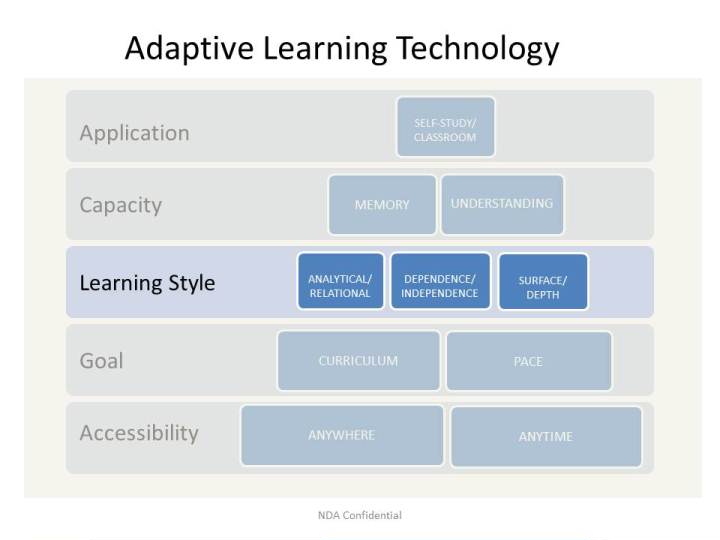 Adaptive Learning Technology
Application
SELF-STUDY/
CLASSROOM
Capacity
MEMORY
UNDERSTANDING
Learning Style
ANALYTICAL/
RELATIONAL
DEPENDENCE/
INDEPENDENCE
SURFACE/
DEPTH
Goal
CURRICULUM
PACE
Accessibility
ANYWHERE
ANYTIME
NDA Confidential